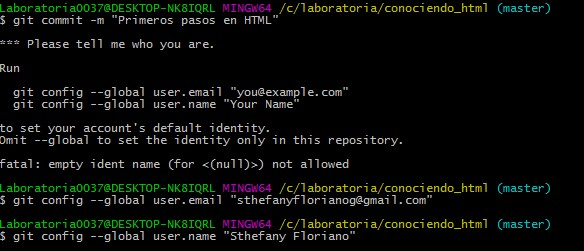 Laboratoria0037@DESKTOP-NK8IQRL MINGW64 /c/laboratoria/conociendo_html (master)
$ git commit -m "Primeros pasos en HTML"
*** Please tell me who you are.
Run
git config --global user.email "you@example.com"
git config --global user.name "Your Name"
to set your account's default identity.
Omit --global to set the identity only in this repository.
fatal: empty ident name (for <(null)>) not allowed
Laboratoria0037@DESKTOP-NK8IQRL MINGW64 /c/laboratoria/conociendo_html (master)
$ git config --global user.email "sthefanyflorianog@gmail.com"
Laboratoria0037@DESKTOP-NK8IQRL MINGW64 /c/laboratoria/conociendo_html (master)
$ git config --global user.name "Sthefany Floriano"